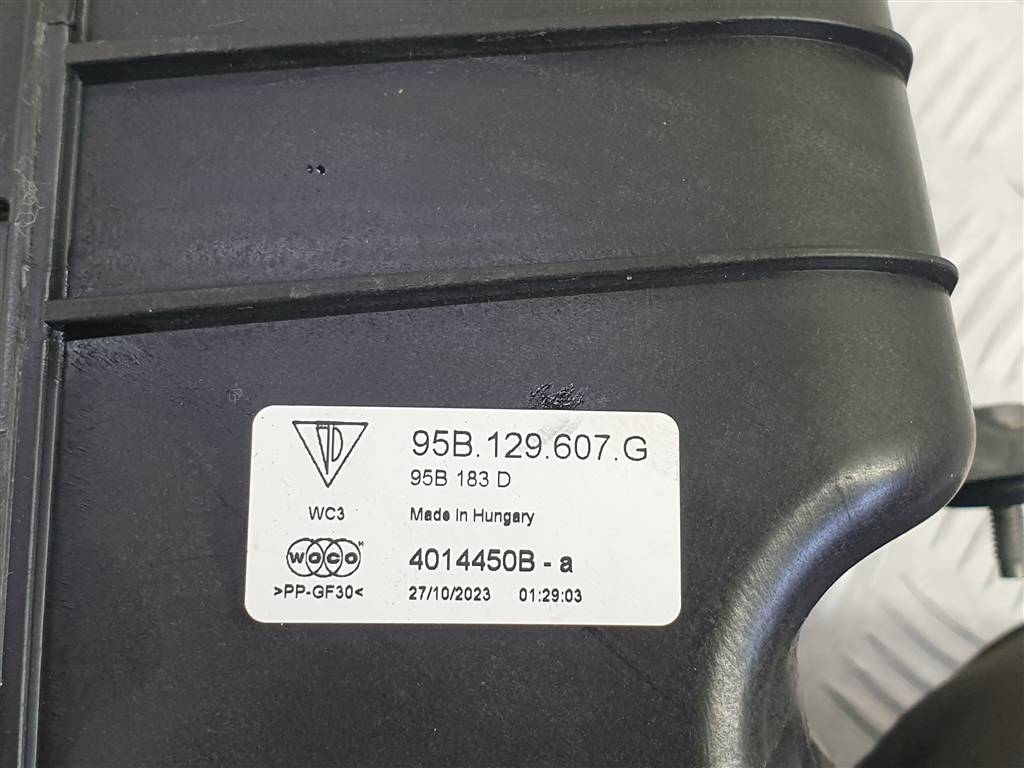 95B.129.607.G
95B 183 D
WC3
Made In Hungary
WOCO
4014450B - a
>PP-GF30<
27/10/2023 01:29:03